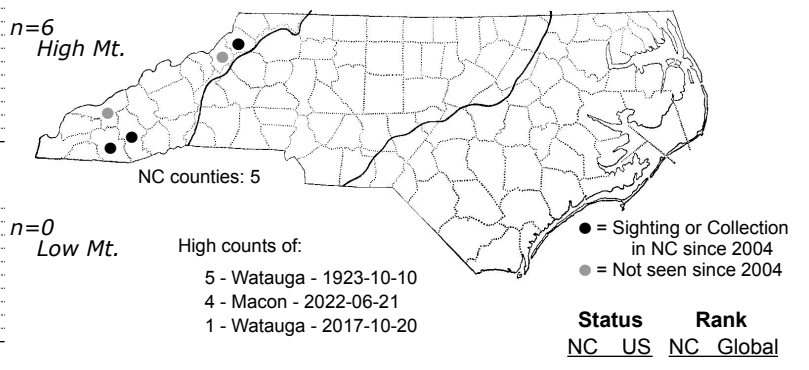 n=6
High Mt.
NC counties: 5
n=0
Low Mt.
High counts of:
5 - Watauga - 1923-10-10
4 - Macon - 2022-06-21
1 - Watauga - 2017-10-20
= Sighting or Collection
in NC since 2004
= Not seen since 2004
Status Rank
NC US NC Global